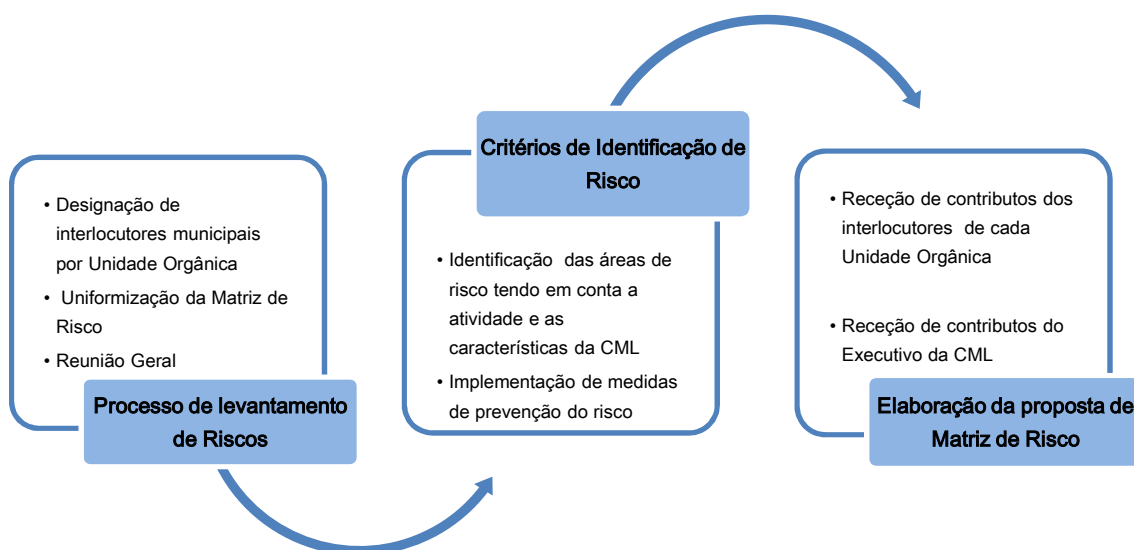 • Designação de
interlocutores municipais
por Unidade Orgânica
• Uniformização da Matriz de
Risco
• Reunião Geral
Processo de levantamento
de Riscos
Critérios de Identificação de
Risco
• Identificação das áreas de
risco tendo em conta a
atividade e as
características da CML
• Implementação de medidas
de prevenção do risco
• Receção de contributos dos
interlocutores de cada
Unidade Orgânica
• Receção de contributos do
Executivo da CML
Elaboração da proposta de
Matriz de Risco